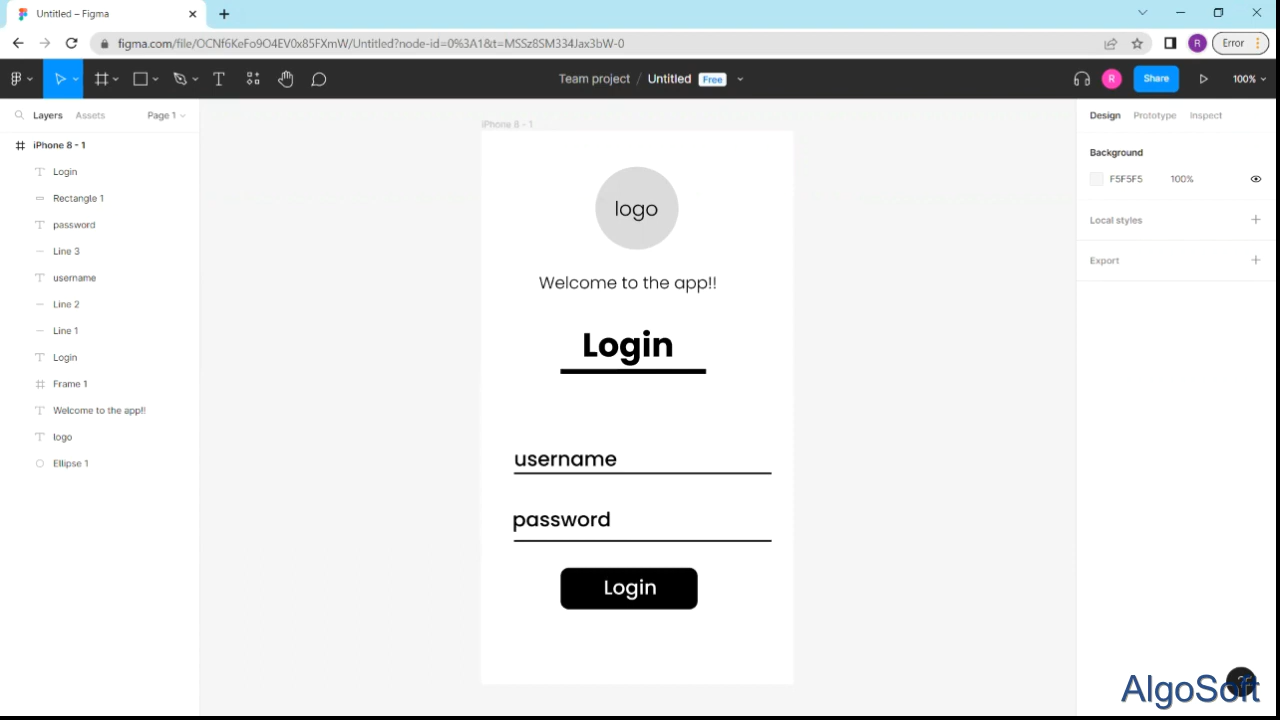 Untitled – Figma
figma.com/file/OCNf6KeFo9O4EV0x85FXmW/Untitled?node-id=0%3A1&t=MSSz8SM334Jax3bW-0
R
Error
Team project / Untitled Free
R
Share
100%
Layers Assets Page 1
iPhone 8 - 1
Login
Rectangle 1
password
Line 3
username
Line 2
Line 1
Login
Frame 1
Welcome to the app!!
logo
Ellipse 1
iPhone 8 - 1
logo
Welcome to the app!!
Login
username
password
Login
Design Prototype Inspect
Background
F5F5F5 100%
Local styles
Export
AlgoSoft